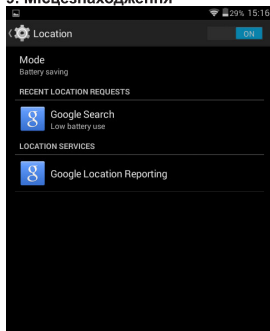 9. Місцезнаходження
29% 15:16
Location
ON
Mode
Battery saving
RECENT LOCATION REQUESTS
Google Search
Low battery use
LOCATION SERVICES
Google Location Reporting